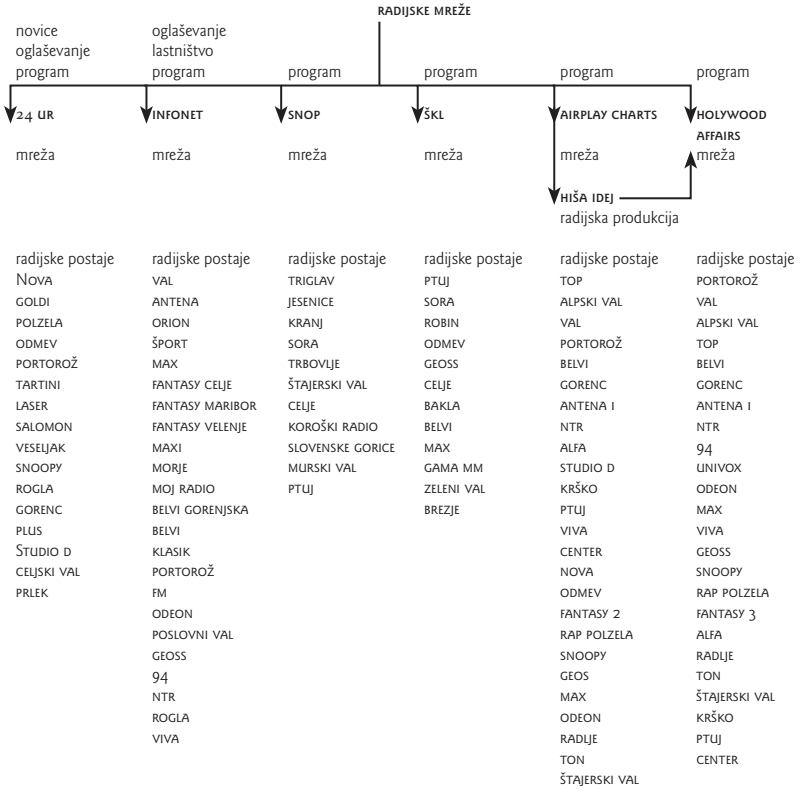 RADIJSKE MREŽE
novice
oglaševanje
program
24 UR
mreža
radijske postaje
NOVA
GOLDI
POLZELA
ODMEV
PORTOROŽ
TARTINI
LASER
SALOMON
VESELJAK
SNOOPY
ROGLA
GORENC
PLUS
STUDIO D
CELJSKI VAL
PRLEK
oglaševanje
lastništvo
program
INFONET
mreža
radijske postaje
VAL
ANTENA
ORION
ŠPORT
MAX
FANTASY CELJE
FANTASY MARIBOR
FANTASY VELENJE
MAXI
MORJE
MOJ RADIO
BELVI GORENJSKA
BELVI
KLASIK
PORTOROŽ
FM
ODEON
POSLOVNI VAL
GEOSS
94
NTR
ROGLA
VIVA
program
SNOP
mreža
radijske postaje
TRIGLAV
JESENICE
KRANJ
SORA
TRBOVLJE
ŠTAJERSKI VAL
CELJE
KOROŠKI RADIO
SLOVENSKE GORICE
MURSKI VAL
PTUJ
program
ŠKL
mreža
radijske postaje
PTUJ
SORA
ROBIN
ODMEV
GEOSS
CELJE
BAKLA
BELVI
MAX
GAMA MM
ZELENI VAL
BREZJE
program
AIRPLAY CHARTS
mreža
HIŠA IDEJ
radijska produkcija
radijske postaje
TOP
ALPSKI VAL
VAL
PORTOROŽ
BELVI
GORENC
ANTENA 1
NTR
ALFA
STUDIO D
KRŠKO
PTUJ
VIVA
CENTER
NOVA
ODMEV
FANTASY 2
RAP POLZELA
SNOOPY
GEOS
MAX
ODEON
RADLJE
TON
ŠTAJERSKI VAL
program
HOLYWOOD
AFFAIRS
mreža
radijske postaje
PORTOROŽ
VAL
ALPSKI VAL
TOP
BELVI
GORENC
ANTENA 1
NTR
94
UNIVOX
ODEON
MAX
VIVA
GEOSS
SNOOPY
RAP POLZELA
FANTASY 3
ALFA
RADLJE
TON
ŠTAJERSKI VAL
KRŠKO
PTUJ
CENTER